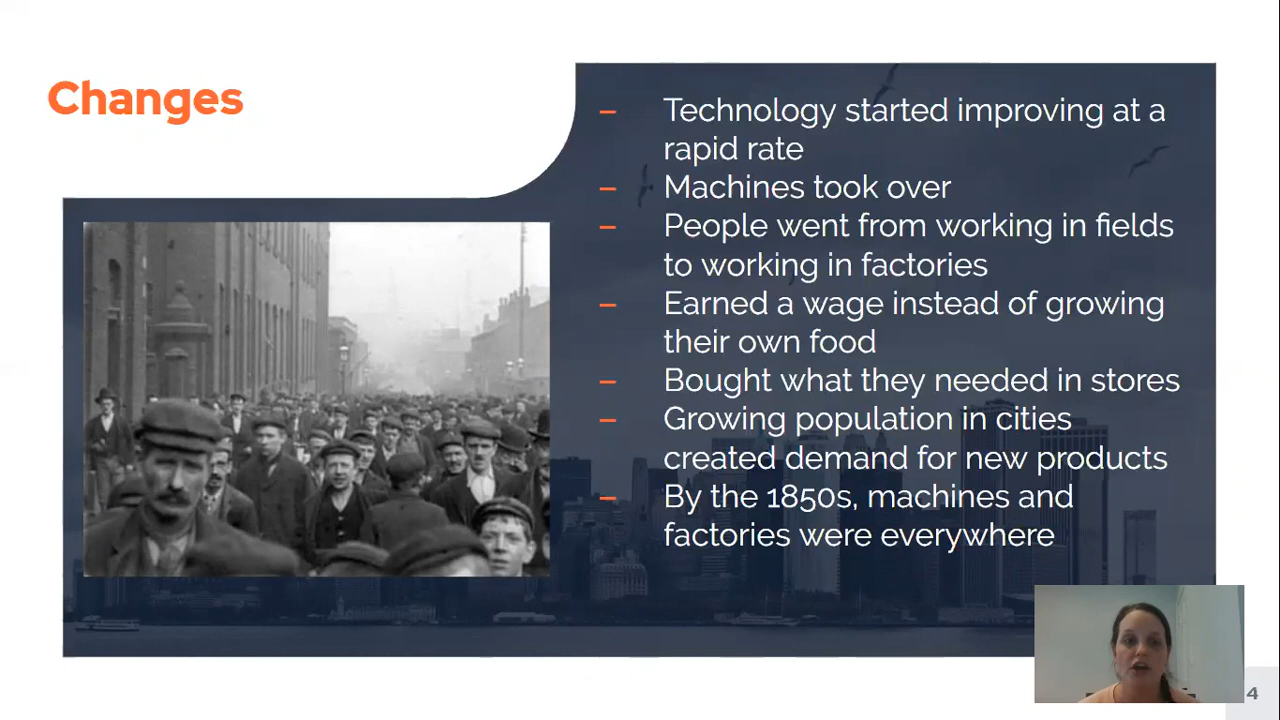 Changes
– Technology started improving at a
rapid rate
– Machines took over
– People went from working in fields
to working in factories
– Earned a wage instead of growing
their own food
– Bought what they needed in stores
– Growing population in cities
created demand for new products
– By the 1850s, machines and
factories were everywhere
4